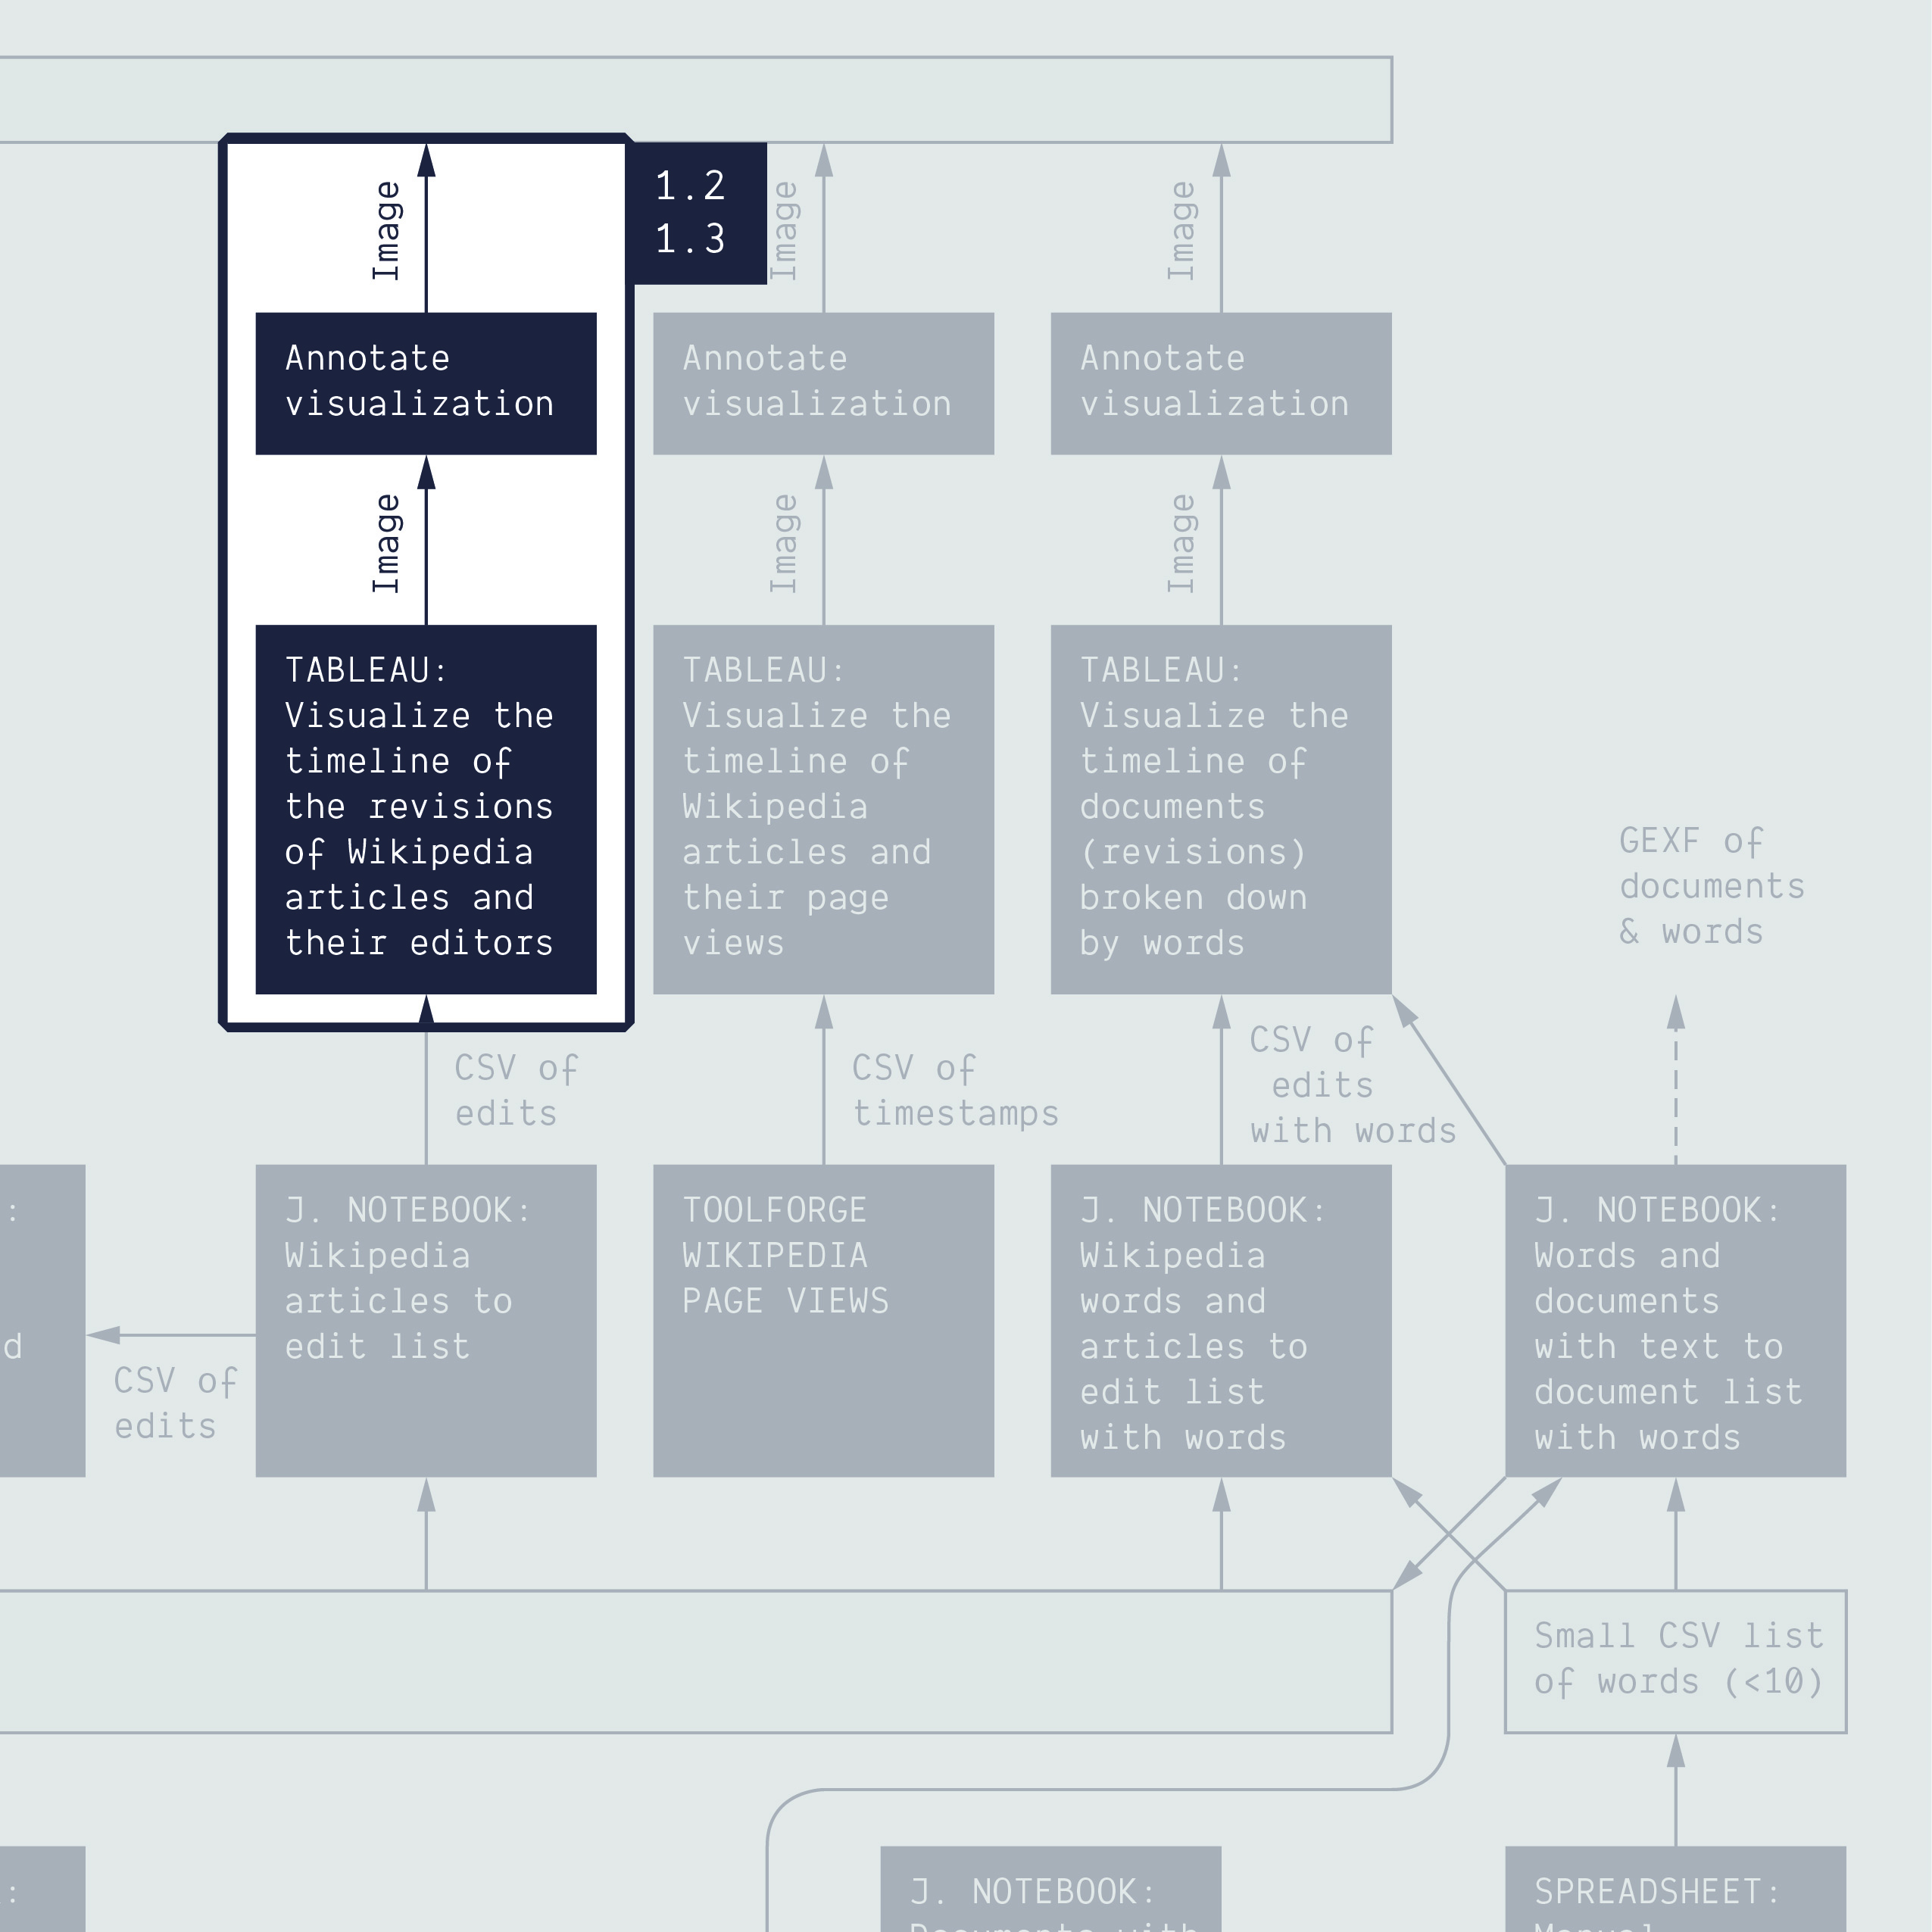 Image
1.2
1.3
Image
Image
Annotate
visualization
Annotate
visualization
Annotate
visualization
Image
Image
Image
TABLEAU:
Visualize the
timeline of
the revisions
of Wikipedia
articles and
their editors
TABLEAU:
Visualize the
timeline of
Wikipedia
articles and
their page
views
TABLEAU:
Visualize the
timeline of
documents
(revisions)
broken down
by words
GEXF of
documents
& words
CSV of
edits
CSV of
timestamps
CSV of
edits
with words
:
d
CSV of
edits
J. NOTEBOOK:
Wikipedia
articles to
edit list
TOOLFORGE
WIKIPEDIA
PAGE VIEWS
J. NOTEBOOK:
Wikipedia
words and
articles to
edit list
with words
J. NOTEBOOK:
Words and
documents
with text to
document list
with words
Small CSV list
of words (<10)
:
J. NOTEBOOK:
Documents with
SPREADSHEET:
Manual